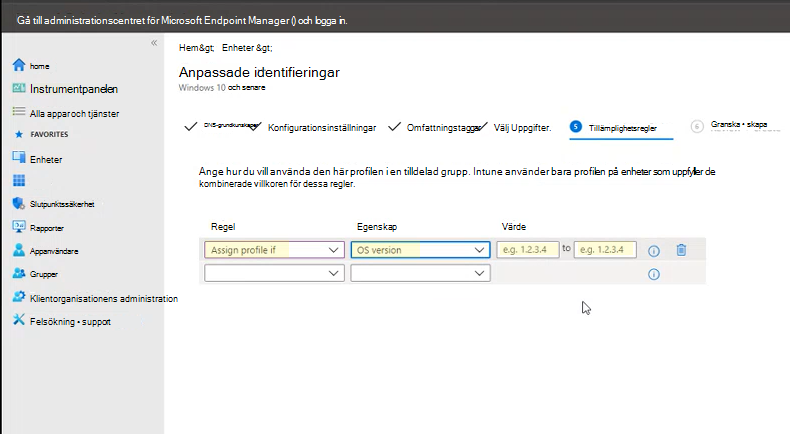 Gå till administrationscentret för Microsoft Endpoint Manager () och logga in.
«
Hem&gt; Enheter &gt;
Anpassade identifieringar
Windows 10 och senare
home
Instrumentpanelen
Alla appar och tjänster
FAVORITES
Enheter
Slutpunktssäkerhet
Rapporter
Appanvändare
Grupper
Klientorganisationens administration
Felsökning • support
Konfigurationsinställningar
Omfattningstaggar
Välj Uppgifter.
5 Tillämplighetsregler
6 Granska • skapa
Ange hur du vill använda den här profilen i en tilldelad grupp. Intune använder bara profilen på enheter som uppfyller de
kombinerade villkoren för dessa regler.
Regel Egenskap Värde
Assign profile if OS version e.g. 1.2.3.4 to e.g. 1.2.3.4